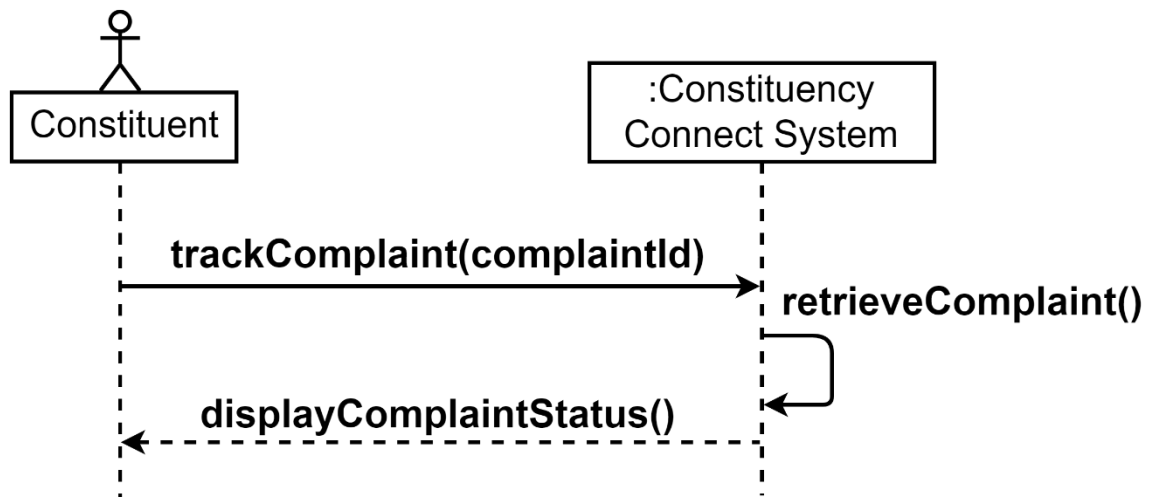 Constituent
:Constituency
Connect System
trackComplaint(complaintId)
retrieveComplaint()
displayComplaintStatus()